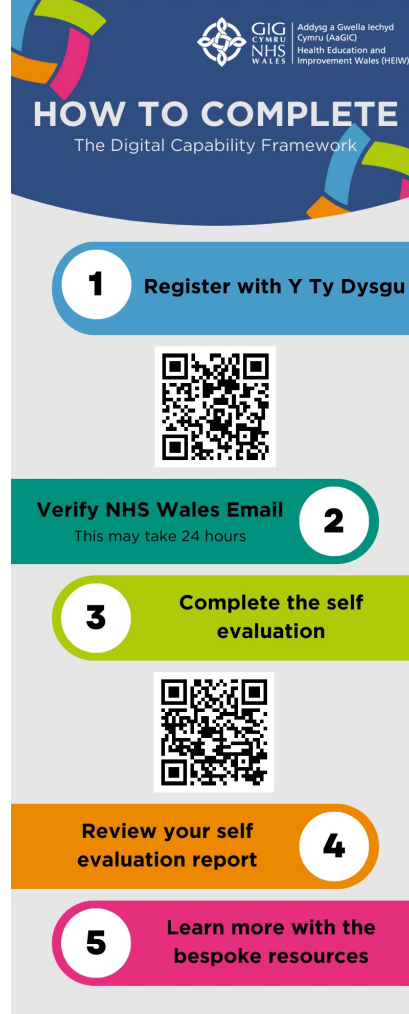 GIG
CYMRU
NHS
WALES
Addysg a Gwella Iechyd
Cymru (AaGIC)
Health Education and
Improvement Wales (HEIW)
HOW TO COMPLETE
The Digital Capability Framework
1
Register with Y Ty Dysgu
Verify NHS Wales Email
This may take 24 hours
2
3
Complete the self
evaluation
Review your self
evaluation report
4
5
Learn more with the
bespoke resources